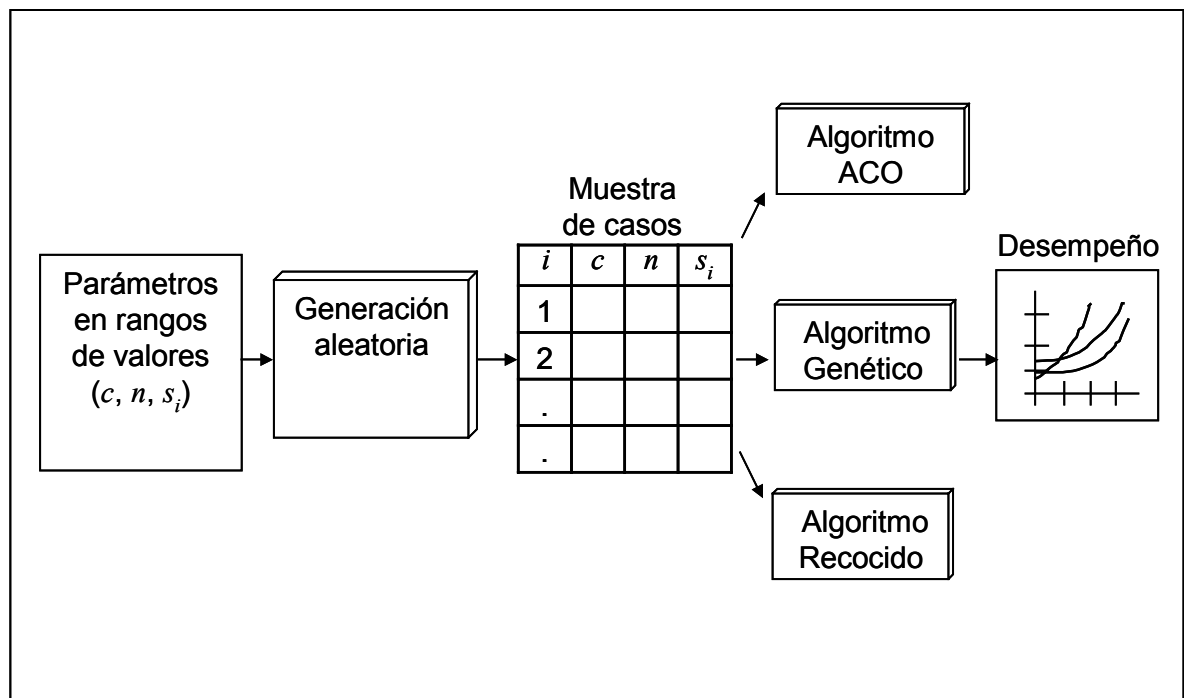 Parámetros
en rangos
de valores
(c, n, s_i)
Generación
aleatoria
Muestra
de casos
i c n s_i
1
2
.
.
Algoritmo
ACO
Algoritmo
Genético
Algoritmo
Recocido
Desempeño